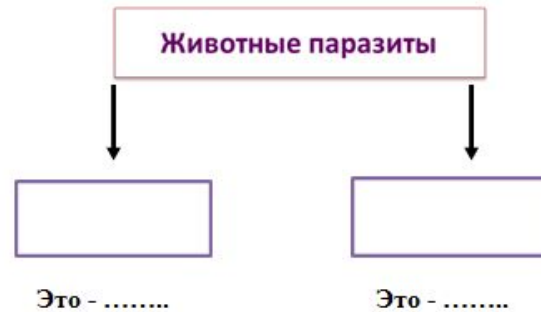 Животные паразиты
Это - ........
Это - ........